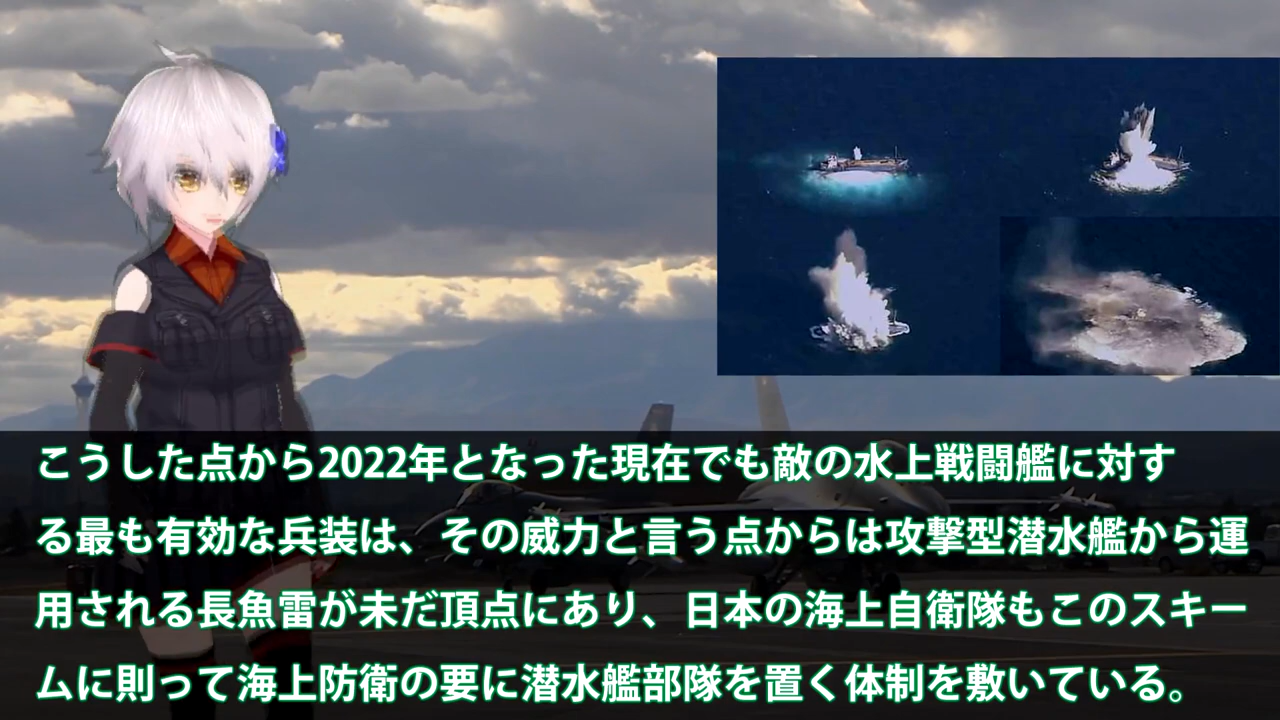 こうした点から2022年となった現在でも敵の水上戦闘艦に対す
る最も有効な兵装は、その威力と言う点からは攻撃型潜水艦から運
用される長魚雷が未だ頂点にあり、日本の海上自衛隊もこのスキー
ムに則って海上防衛の要に潜水艦部隊を置く体制を敷いている。